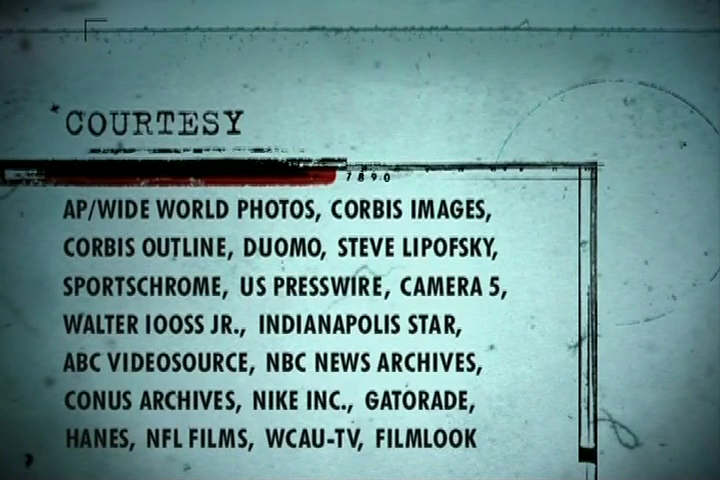 COURTESY
7890
AP/WIDE WORLD PHOTOS, CORBIS IMAGES,
CORBIS OUTLINE, DUOMO, STEVE LIPOFSKY,
SPORTSCHROME, US PRESSWIRE, CAMERA 5,
WALTER IOOSS JR., INDIANAPOLIS STAR,
ABC VIDEOSOURCE, NBC NEWS ARCHIVES,
CONUS ARCHIVES, NIKE INC., GATORADE,
HANES, NFL FILMS, WCAU-TV, FILMLOOK